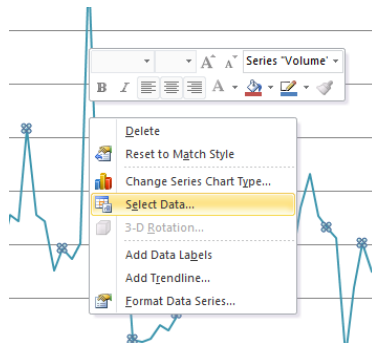 A A Series "Volume'
B I A
Delete
Reset to Match Style
Change Series Chart Type...
Select Data...
3-D Rotation...
Add Data Labels
Add Trendline...
Format Data Series...